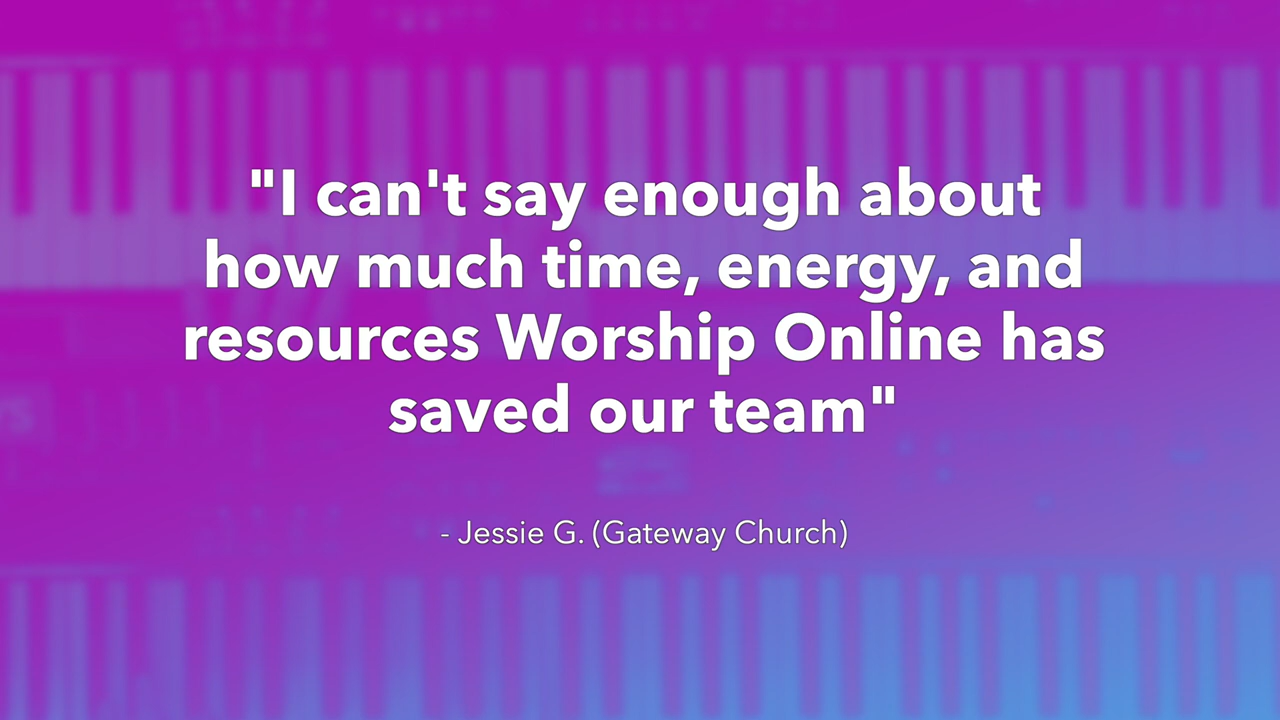 "I can't say enough about
how much time, energy, and
resources Worship Online has
saved our team"
- Jessie G. (Gateway Church)